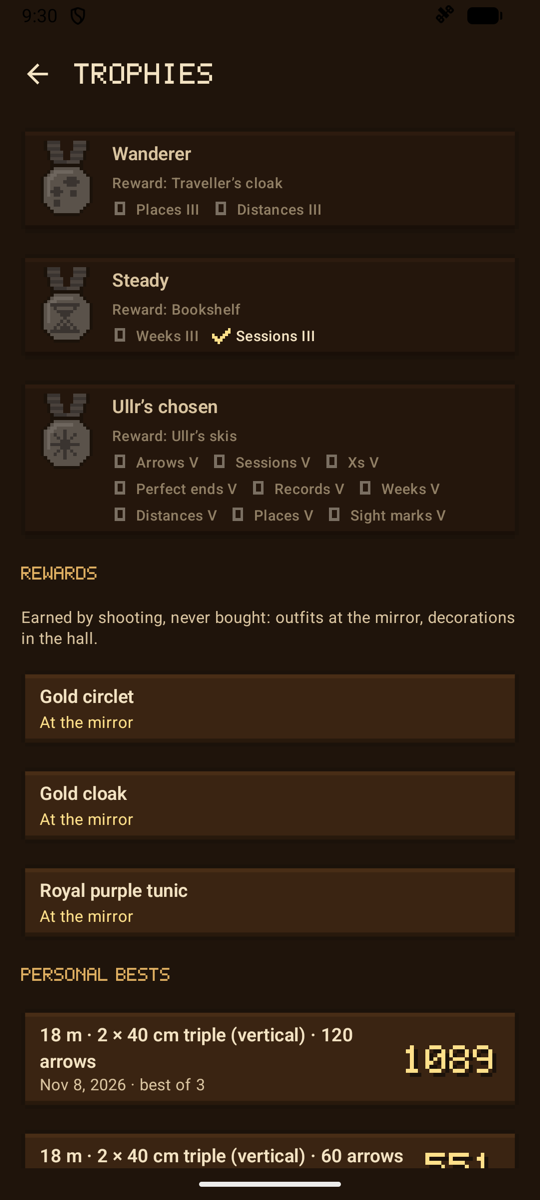 9:30
TROPHIES
Wanderer
Reward: Traveller’s cloak
Places III Distances III
Steady
Reward: Bookshelf
Weeks III Sessions III
Ullr’s chosen
Reward: Ullr’s skis
Arrows V Sessions V Xs V
Perfect ends V Records V Weeks V
Distances V Places V Sight marks V
REWARDS
Earned by shooting, never bought: outfits at the mirror, decorations
in the hall.
Gold circlet
At the mirror
Gold cloak
At the mirror
Royal purple tunic
At the mirror
PERSONAL BESTS
18 m · 2 × 40 cm triple (vertical) · 120
arrows
1089
Nov 8, 2026 · best of 3
18 m · 2 × 40 cm triple (vertical) · 60 arrows